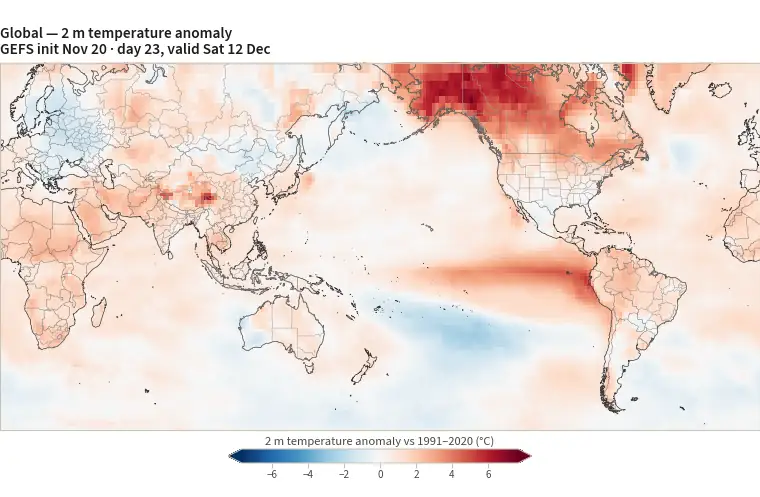 Global — 2 m temperature anomaly
GEFS init Nov 20 · day 23, valid Sat 12 Dec
2 m temperature anomaly vs 1991–2020 (°C)
−6 −4 −2 0 2 4 6